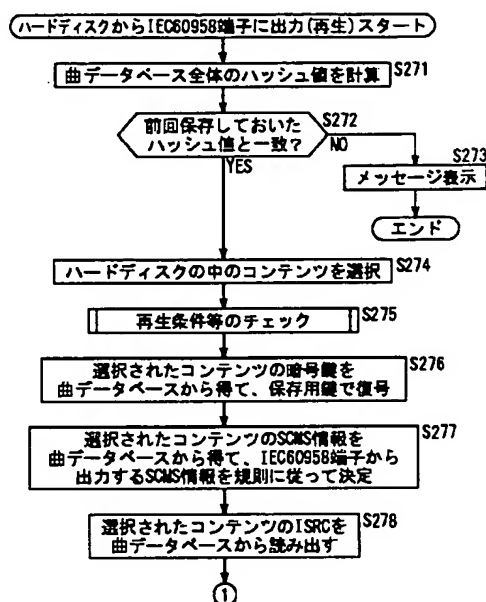 ハードディスクからIEC60958端子に出力(再生)スタート
曲データベース全体のハッシュ値を計算
S271
前回保存しておいた
ハッシュ値と一致?
S272
NO
YES
S273
メッセージ表示
エンド
ハードディスクの中のコンテンツを選択
S274
再生条件等のチェック
S275
選択されたコンテンツの暗号鍵を
曲データベースから得て、保存用鍵で復号
S276
選択されたコンテンツのSCMS情報を
曲データベースから得て、IEC60958端子から
出力するSCMS情報を規則に従って決定
S277
選択されたコンテンツのISRCを
曲データベースから読み出す
S278
1